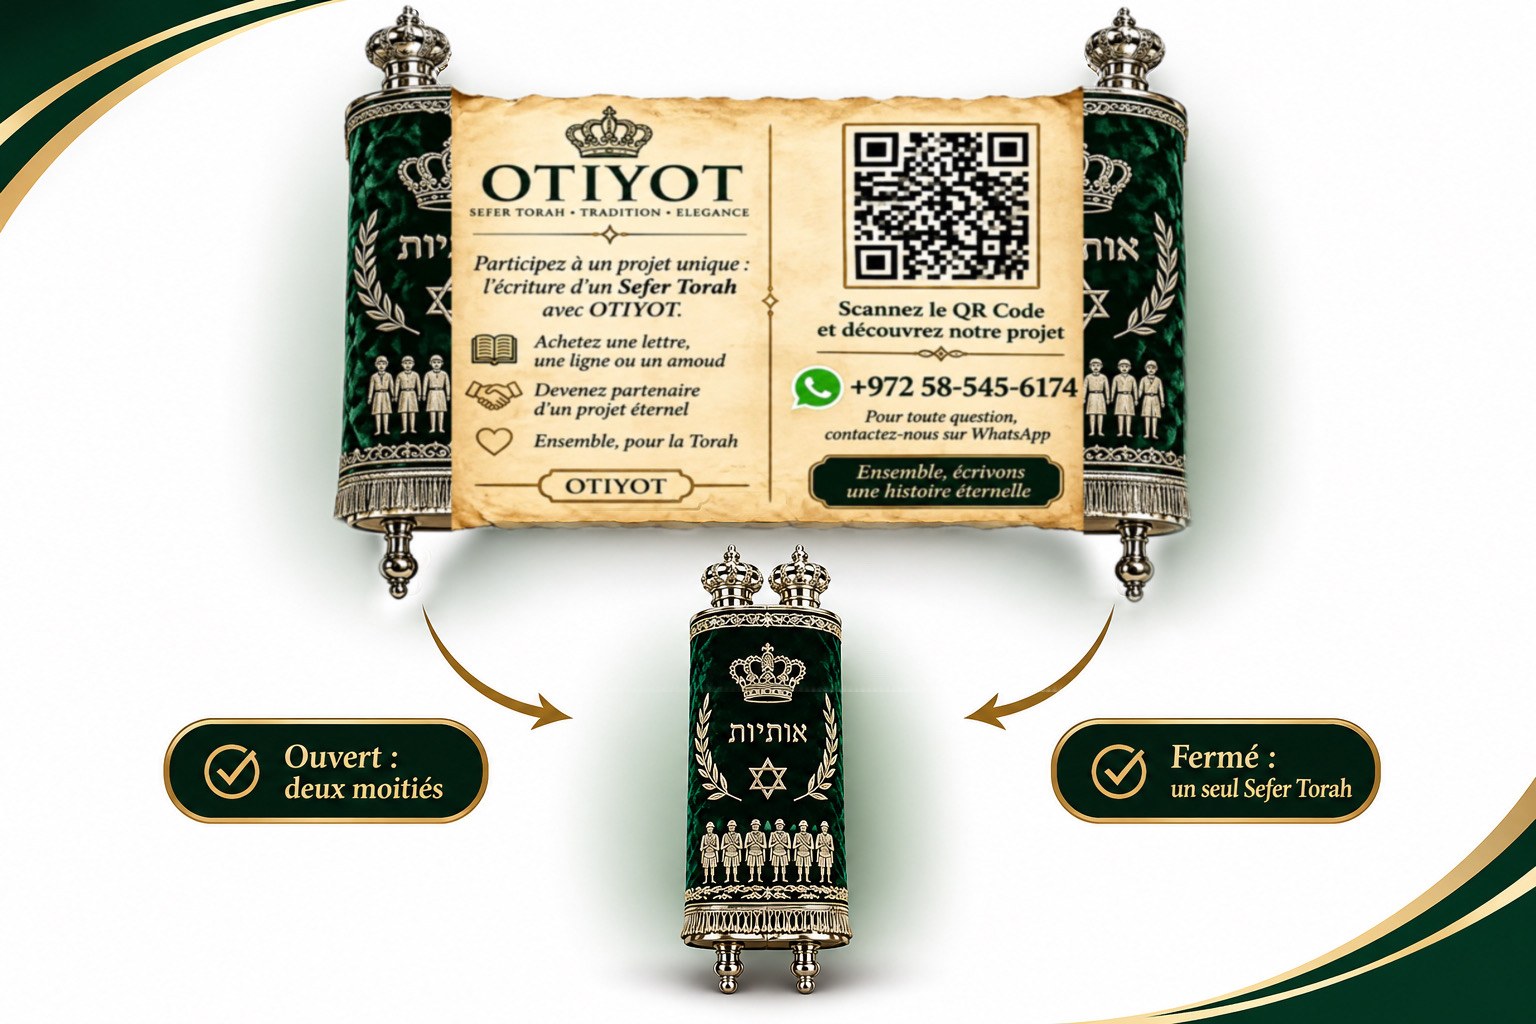 OTIYOT
SEFER TORAH • TRADITION • ELEGANCE
Participez à un projet unique :
l'écriture d'un Sefer Torah
avec OTIYOT.
Achetez une lettre,
une ligne ou un amoud
Devenez partenaire
d'un projet éternel
Ensemble, pour la Torah
OTIYOT
Scannez le QR Code
et découvrez notre projet
+972 58-545-6174
Pour toute question,
contactez-nous sur WhatsApp
Ensemble, écrivons
une histoire éternelle
אותיות
Ouvert :
deux moitiés
Fermé :
un seul Sefer Torah